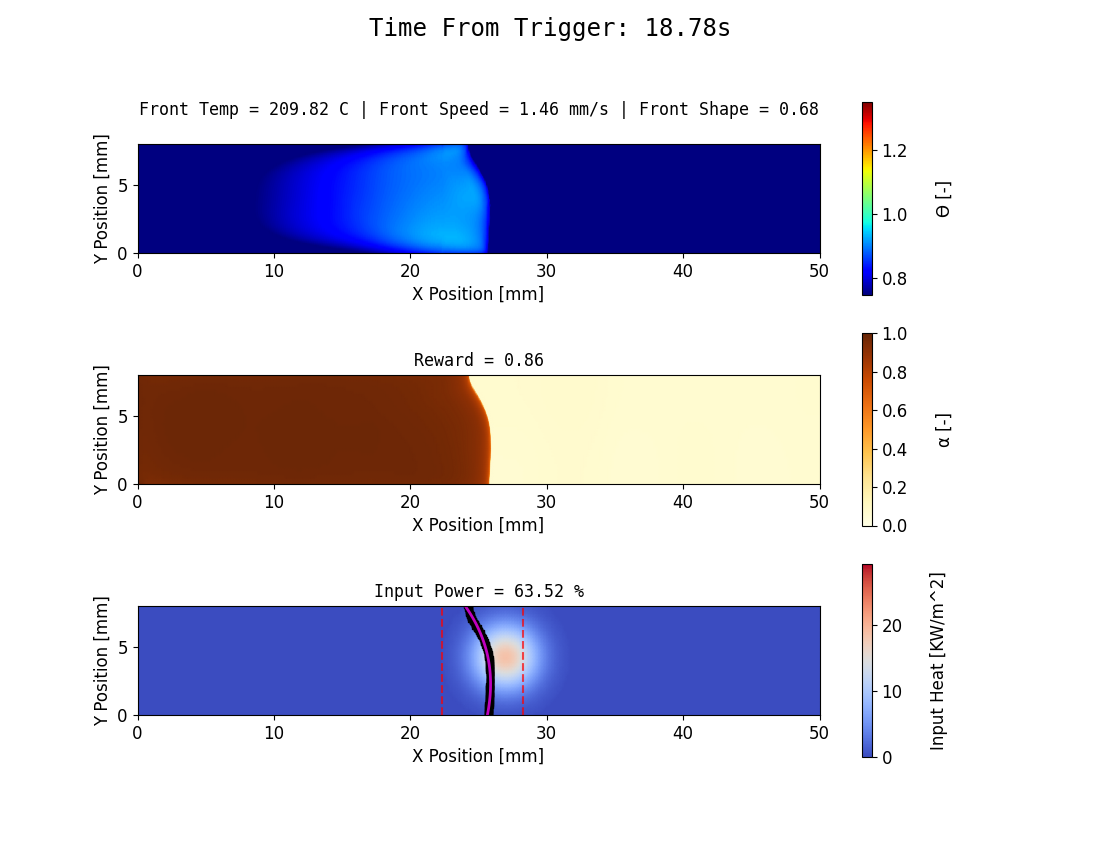 Time From Trigger: 18.78s
Front Temp = 209.82 C | Front Speed = 1.46 mm/s | Front Shape = 0.68
Y Position [mm]
5
0
0 10 20 30 40 50
X Position [mm]
1.2
1.0
0.8
Θ [-]
Reward = 0.86
Y Position [mm]
5
0
0 10 20 30 40 50
X Position [mm]
1.0
0.8
0.6
0.4
0.2
0.0
α [-]
Input Power = 63.52 %
Y Position [mm]
5
0
0 10 20 30 40 50
X Position [mm]
20
10
0
Input Heat [KW/m^2]